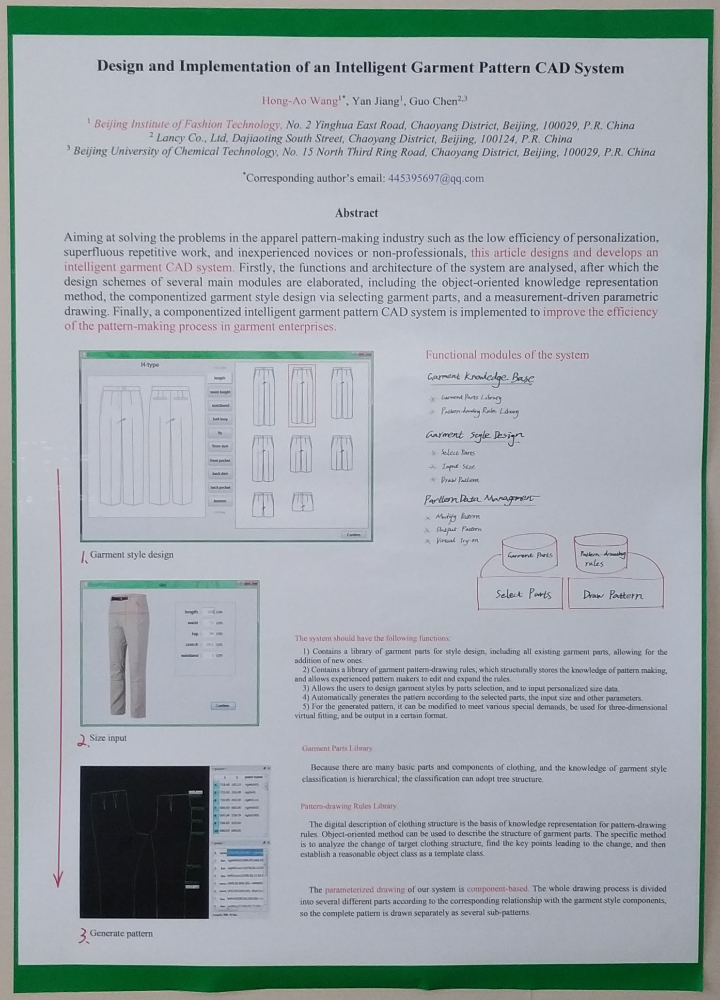 Design and Implementation of an Intelligent Garment Pattern CAD System
Hong-Ao Wang1*, Yan Jiang1, Guo Chen2,3
1 Beijing Institute of Fashion Technology, No. 2 Yinghua East Road, Chaoyang District, Beijing, 100029, P.R. China
2 Lancy Co., Ltd, Dajiaoting South Street, Chaoyang District, Beijing, 100124, P.R. China
3 Beijing University of Chemical Technology, No. 15 North Third Ring Road, Chaoyang District, Beijing, 100029, P.R. China
*Corresponding author's email: 445395697@qq.com
Abstract
Aiming at solving the problems in the apparel pattern-making industry such as the low efficiency of personalization,
superfluous repetitive work, and inexperienced novices or non-professionals, this article designs and develops an
intelligent garment CAD system. Firstly, the functions and architecture of the system are analysed, after which the
design schemes of several main modules are elaborated, including the object-oriented knowledge representation
method, the componentized garment style design via selecting garment parts, and a measurement-driven parametric
drawing. Finally, a componentized intelligent garment pattern CAD system is implemented to improve the efficiency
of the pattern-making process in garment enterprises.
H-type
length
waist height
waistband
belt loop
fly
front dart
front pocket
back dart
back pocket
bottom
Confirm
1. Garment style design
Functional modules of the system
Garment Knowledge Base
Garment Parts Library
Pattern-drawing Rules Library
Garment Style Design
Select Parts
Input Size
Draw Pattern
Parttern Data Management
Modify Pattern
Output Pattern
Virtual Try-on
Garment Parts
Pattern-drawing
rules
Select Parts
Draw Pattern
length cm
waist cm
hip cm
crotch cm
waistband cm
Confirm
2. Size input
The system should have the following functions:
1) Contains a library of garment parts for style design, including all existing garment parts, allowing for the
addition of new ones.
2) Contains a library of garment pattern-drawing rules, which structurally stores the knowledge of pattern making,
and allows experienced pattern makers to edit and expand the rules.
3) Allows the users to design garment styles by parts selection, and to input personalized size data.
4) Automatically generates the pattern according to the selected parts, the input size and other parameters.
5) For the generated pattern, it can be modified to meet various special demands, be used for three-dimensional
virtual fitting, and be output in a certain format.
Garment Parts Library.
Because there are many basic parts and components of clothing, and the knowledge of garment style
classification is hierarchical; the classification can adopt tree structure.
Pattern-drawing Rules Library.
The digital description of clothing structure is the basis of knowledge representation for pattern-drawing
rules. Object-oriented method can be used to describe the structure of garment parts. The specific method
is to analyze the change of target clothing structure, find the key points leading to the change, and then
establish a reasonable object class as a template class.
The parameterized drawing of our system is component-based. The whole drawing process is divided
into several different parts according to the corresponding relationship with the garment style components,
so the complete pattern is drawn separately as several sub-patterns.
3. Generate pattern